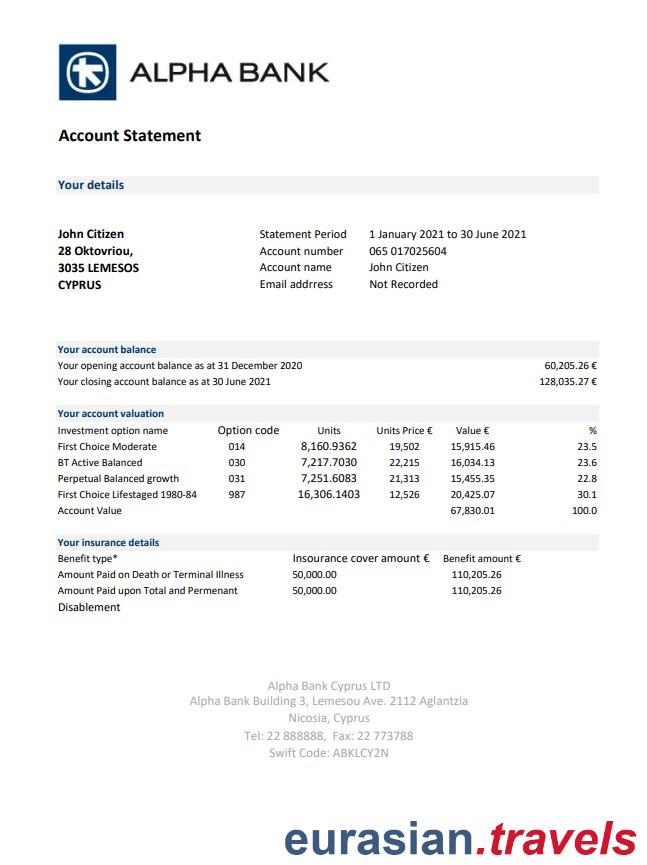 ALPHA BANK
Account Statement
Your details
John Citizen Statement Period 1 January 2021 to 30 June 2021
28 Oktovriou, Account number 065 017025604
3035 LEMESOS Account name John Citizen
CYPRUS Email addrress Not Recorded
Your account balance
Your opening account balance as at 31 December 2020 60,205.26 €
Your closing account balance as at 30 June 2021 128,035.27 €
Your account valuation
Investment option name Option code Units Units Price € Value € %
First Choice Moderate 014 8,160.9362 19,502 15,915.46 23.5
BT Active Balanced 030 7,217.7030 22,215 16,034.13 23.6
Perpetual Balanced growth 031 7,251.6083 21,313 15,455.35 22.8
First Choice Lifestaged 1980-84 987 16,306.1403 12,526 20,425.07 30.1
Account Value 67,830.01 100.0
Your insurance details
Benefit type* Insourance cover amount € Benefit amount €
Amount Paid on Death or Terminal Illness 50,000.00 110,205.26
Amount Paid upon Total and Permenant 50,000.00 110,205.26
Disablement
Alpha Bank Cyprus LTD
Alpha Bank Building 3, Lemesou Ave. 2112 Aglantzia
Nicosia, Cyprus
Tel: 22 888888, Fax: 22 773788
Swift Code: ABKLCY2N
eurasian.travels